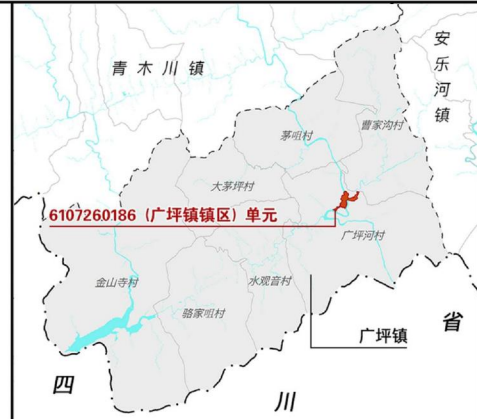 青木川镇
安乐河镇
茅咀村
曹家沟村
大茅坪村
6107260186（广坪镇镇区）单元
广坪河村
金山寺村
水观音村
骆家咀村
广坪镇
四
川
省